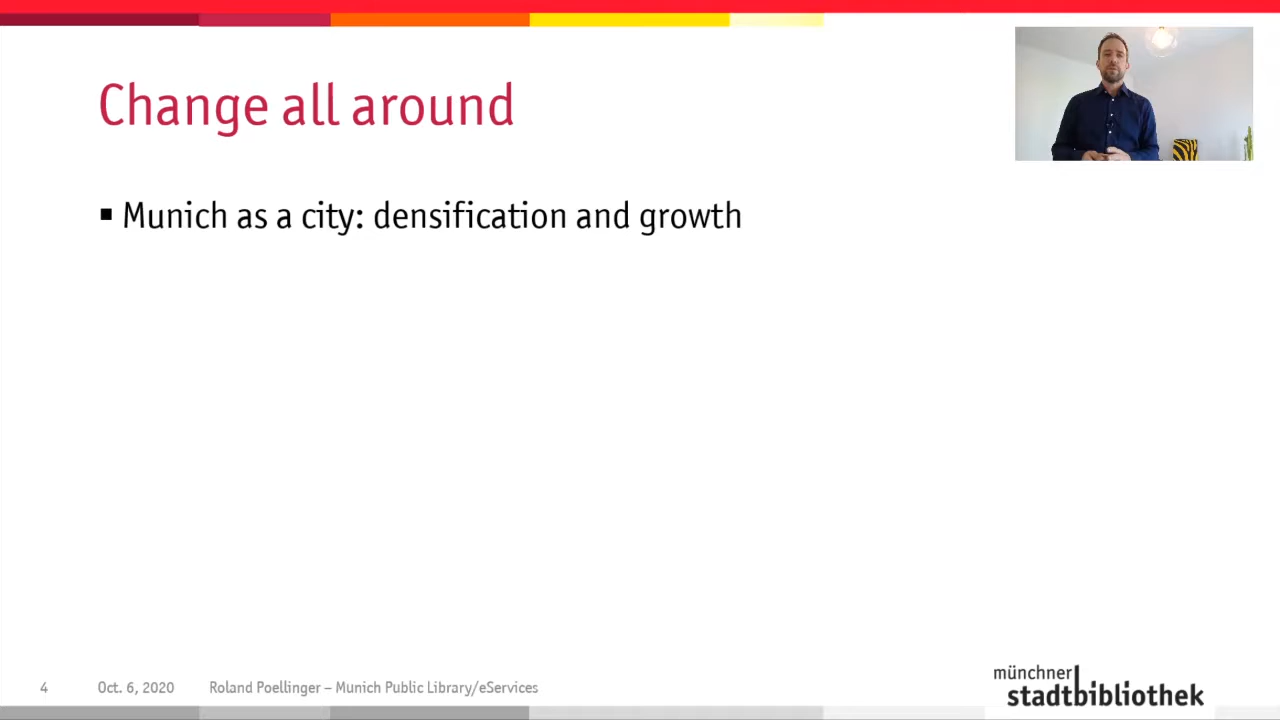 Change all around
▪ Munich as a city: densification and growth
4 Oct. 6, 2020 Roland Poellinger – Munich Public Library/eServices
münchner
stadtbibliothek